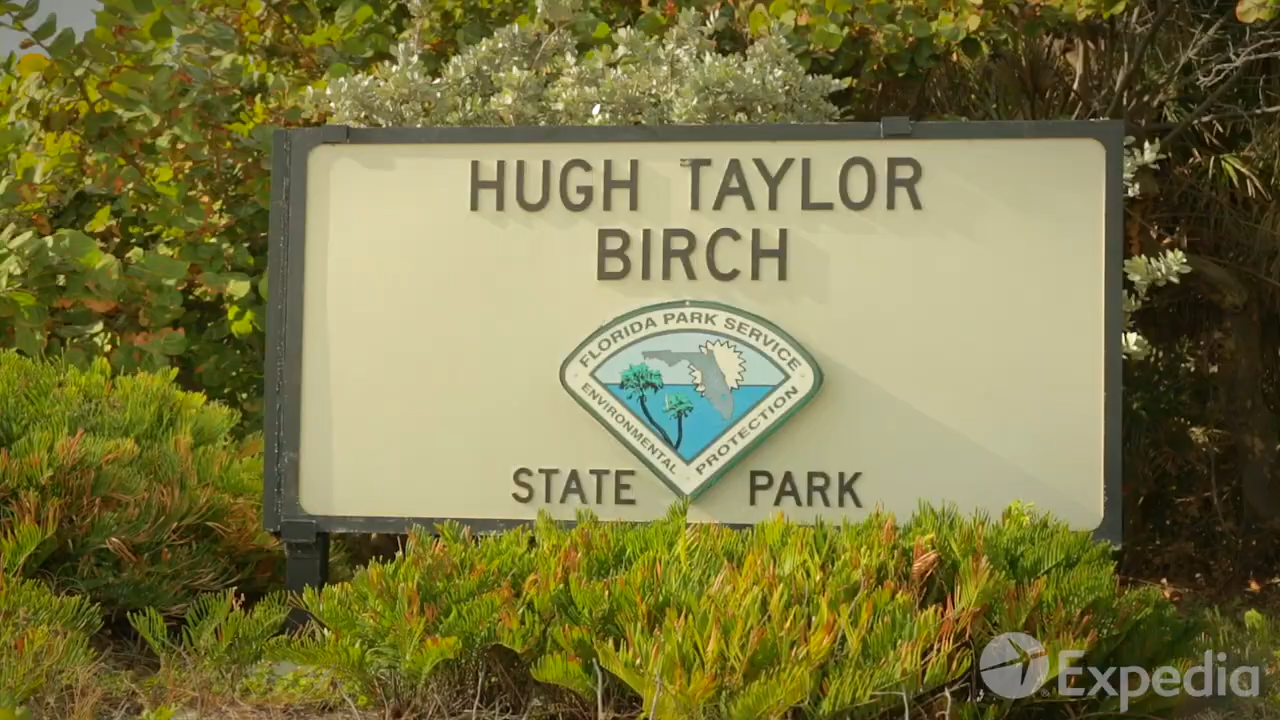 HUGH TAYLOR
BIRCH
FLORIDA PARK SERVICE
ENVIRONMENTAL PROTECTION
STATE PARK
Expedia